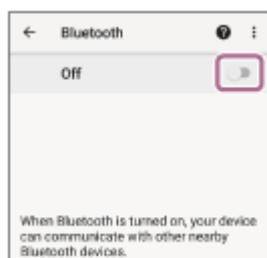 Bluetooth
Off
When Bluetooth is turned on, your device
can communicate with other nearby
Bluetooth devices.